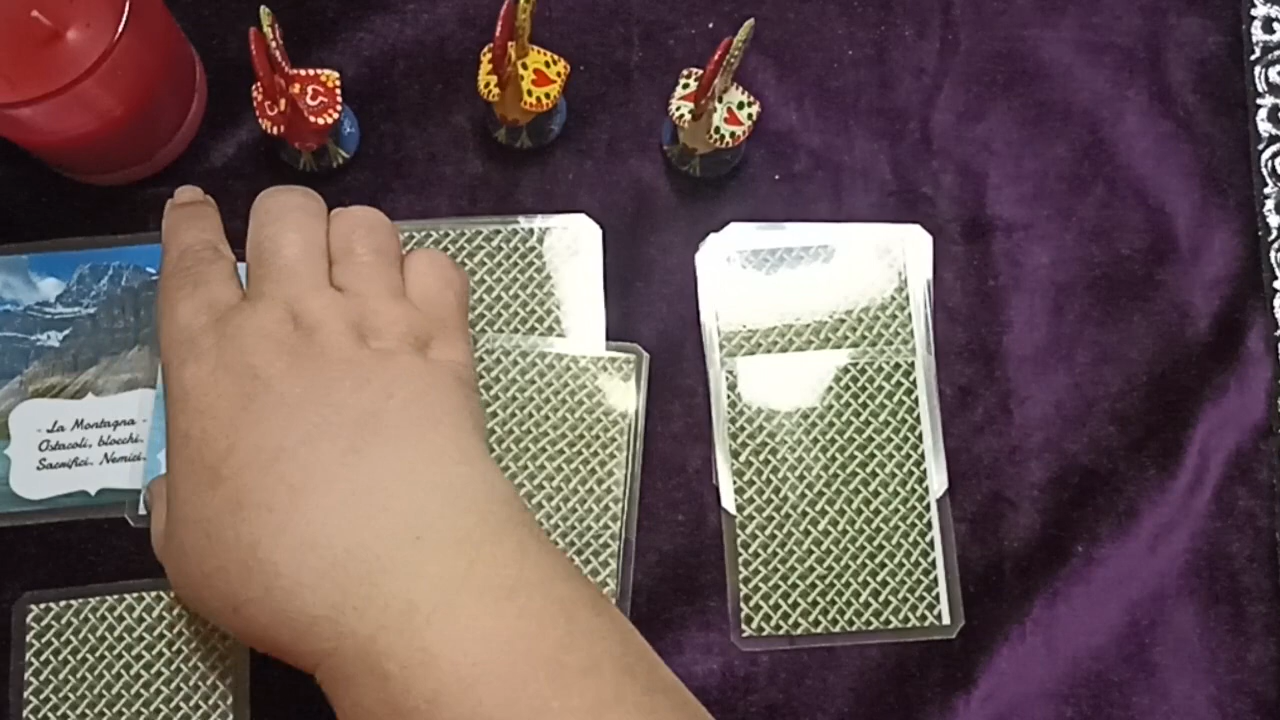 - La Montagna -
Ostacoli, blocchi.
Sacrifici. Nemici.